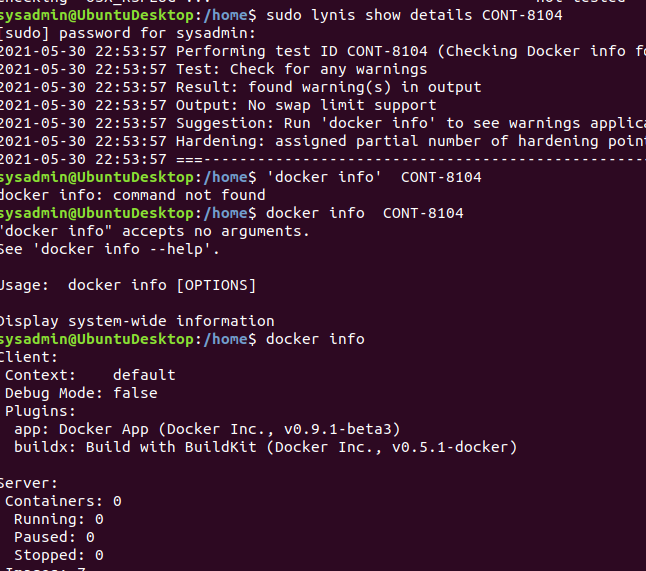 not tested
sysadmin@UbuntuDesktop:/home$ sudo lynis show details CONT-8104
[sudo] password for sysadmin:
2021-05-30 22:53:57 Performing test ID CONT-8104 (Checking Docker info fo
2021-05-30 22:53:57 Test: Check for any warnings
2021-05-30 22:53:57 Result: found warning(s) in output
2021-05-30 22:53:57 Output: No swap limit support
2021-05-30 22:53:57 Suggestion: Run 'docker info' to see warnings applica
2021-05-30 22:53:57 Hardening: assigned partial number of hardening poin
2021-05-30 22:53:57 ===---------------------------------------------------
sysadmin@UbuntuDesktop:/home$ 'docker info'  CONT-8104
docker info: command not found
sysadmin@UbuntuDesktop:/home$ docker info  CONT-8104
"docker info" accepts no arguments.
See 'docker info --help'.
Usage:  docker info [OPTIONS]
Display system-wide information
sysadmin@UbuntuDesktop:/home$ docker info
Client:
 Context:    default
 Debug Mode: false
 Plugins:
  app: Docker App (Docker Inc., v0.9.1-beta3)
  buildx: Build with BuildKit (Docker Inc., v0.5.1-docker)
Server:
 Containers: 0
  Running: 0
  Paused: 0
  Stopped: 0